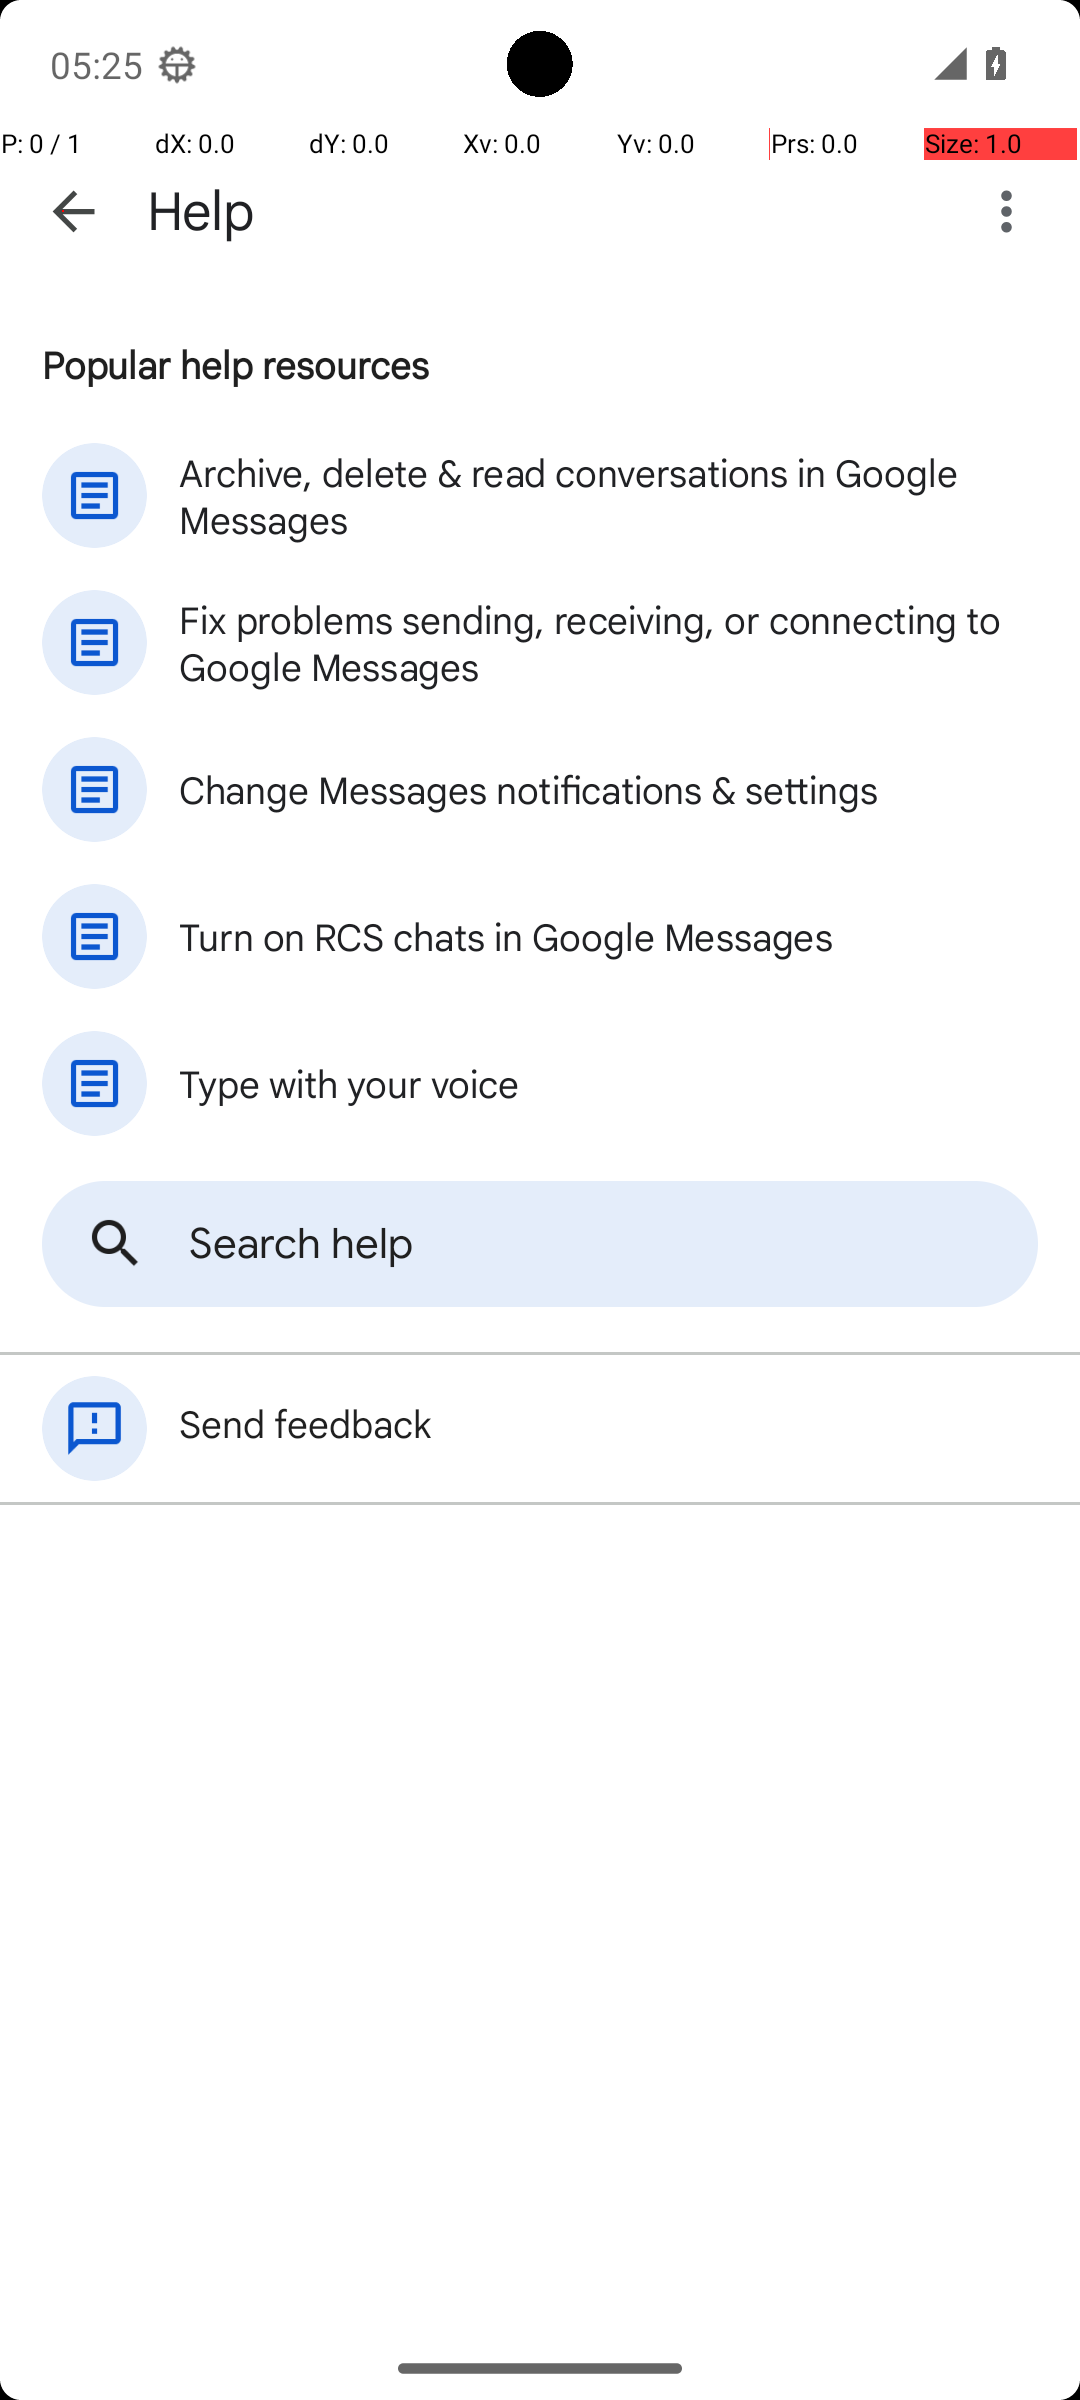 05:25
P: 0 / 1 dX: 0.0 dY: 0.0 Xv: 0.0 Yv: 0.0 Prs: 0.0 Size: 1.0
Help
Popular help resources
Archive, delete & read conversations in Google
Messages
Fix problems sending, receiving, or connecting to
Google Messages
Change Messages notifications & settings
Turn on RCS chats in Google Messages
Type with your voice
Search help
Send feedback